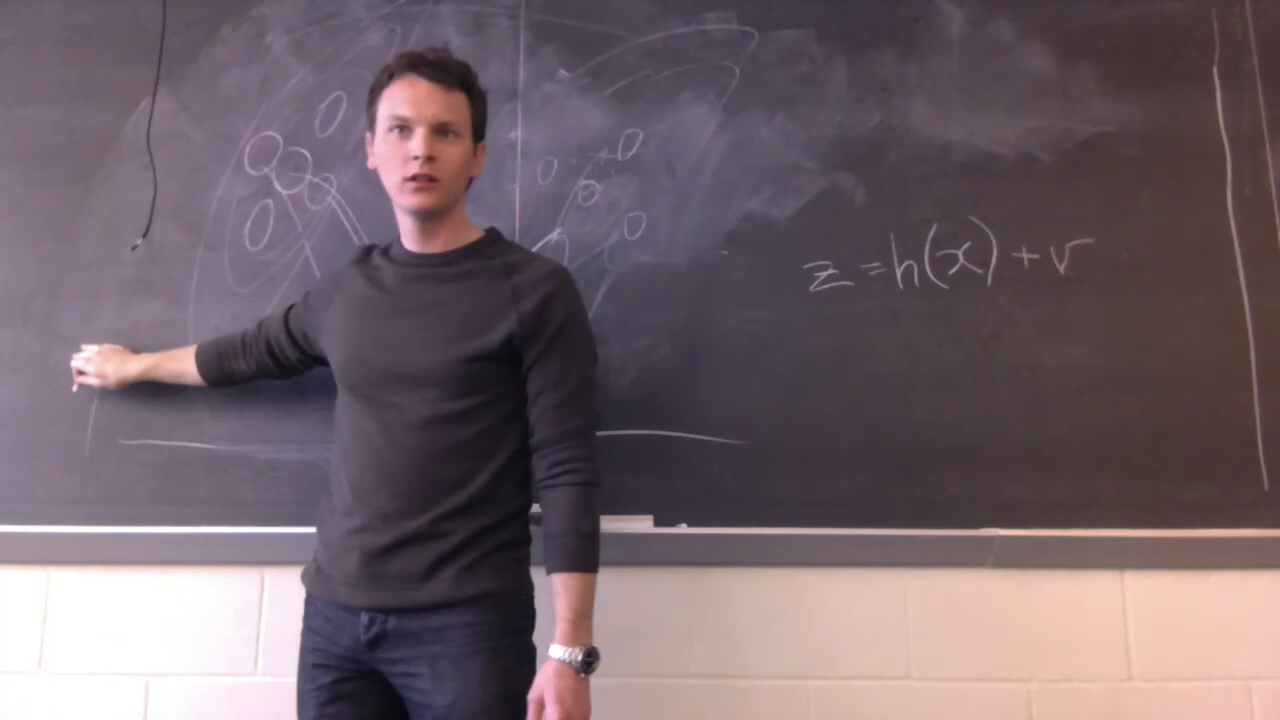 z = h(x) + v